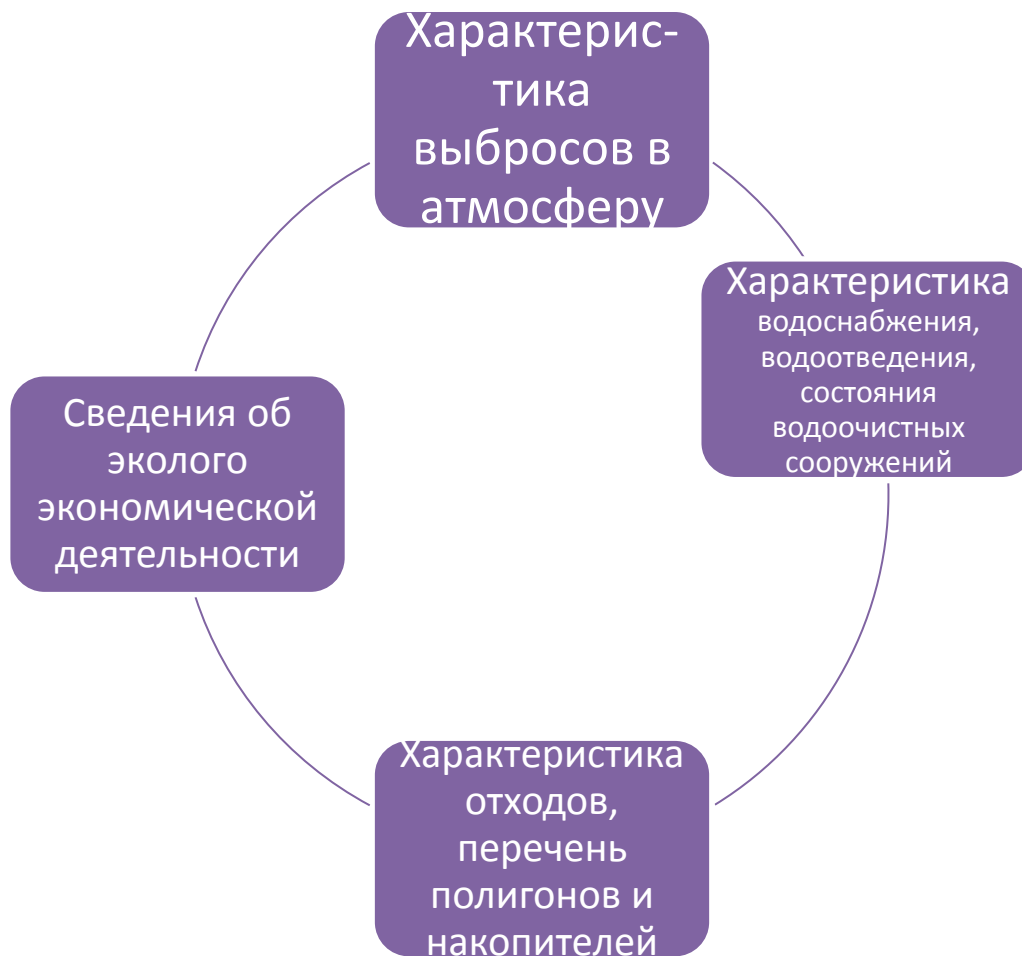 Характерис-
тика
выбросов в
атмосферу
Характеристика
водоснабжения,
водоотведения,
состояния
водоочистных
сооружений
Сведения об
эколого
экономической
деятельности
Характеристика
отходов,
перечень
полигонов и
накопителей